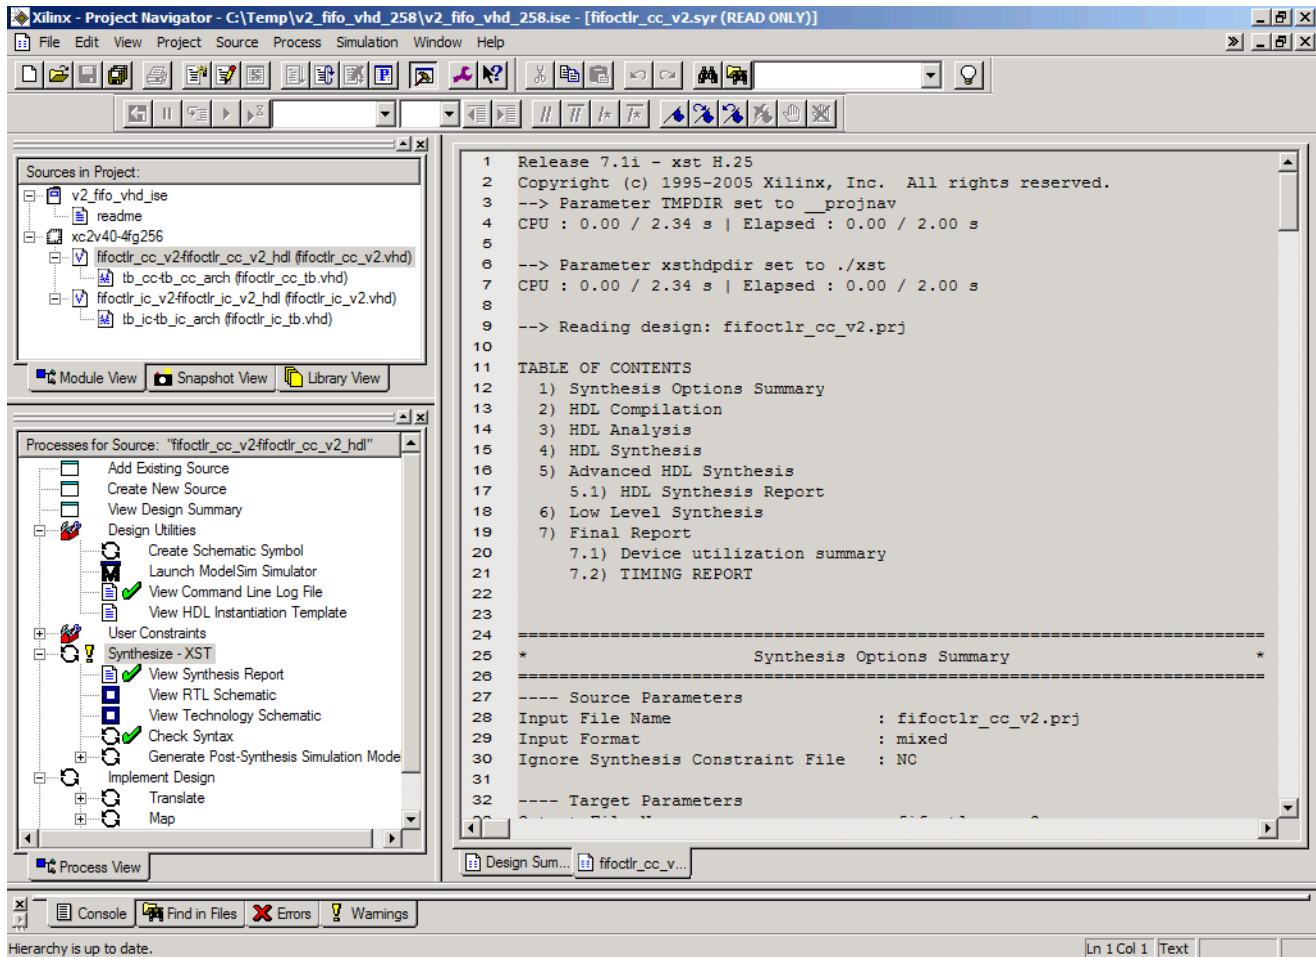 Xilinx - Project Navigator - C:\Temp\v2_fifo_vhd_258\v2_fifo_vhd_258.ise - [fifoctlr_cc_v2.syr (READ ONLY)]
File Edit View Project Source Process Simulation Window Help
Sources in Project:
v2_fifo_vhd_ise
readme
xc2v40-4fg256
fifoctlr_cc_v2-fifoctlr_cc_v2_hdl (fifoctlr_cc_v2.vhd)
tb_cc-tb_cc_arch (fifoctlr_cc_tb.vhd)
fifoctlr_ic_v2-fifoctlr_ic_v2_hdl (fifoctlr_ic_v2.vhd)
tb_ic-tb_ic_arch (fifoctlr_ic_tb.vhd)
Module View Snapshot View Library View
Processes for Source: "fifoctlr_cc_v2-fifoctlr_cc_v2_hdl"
Add Existing Source
Create New Source
View Design Summary
Design Utilities
Create Schematic Symbol
Launch ModelSim Simulator
View Command Line Log File
View HDL Instantiation Template
User Constraints
Synthesize - XST
View Synthesis Report
View RTL Schematic
View Technology Schematic
Check Syntax
Generate Post-Synthesis Simulation Mode
Implement Design
Translate
Map
Process View
1 Release 7.1i - xst H.25
2 Copyright (c) 1995-2005 Xilinx, Inc. All rights reserved.
3 --> Parameter TMPDIR set to __projnav
4 CPU : 0.00 / 2.34 s | Elapsed : 0.00 / 2.00 s
5
6 --> Parameter xsthdpdir set to ./xst
7 CPU : 0.00 / 2.34 s | Elapsed : 0.00 / 2.00 s
8
9 --> Reading design: fifoctlr_cc_v2.prj
10
11 TABLE OF CONTENTS
12 1) Synthesis Options Summary
13 2) HDL Compilation
14 3) HDL Analysis
15 4) HDL Synthesis
16 5) Advanced HDL Synthesis
17 5.1) HDL Synthesis Report
18 6) Low Level Synthesis
19 7) Final Report
20 7.1) Device utilization summary
21 7.2) TIMING REPORT
22
23
24 =========================================================================
25 * Synthesis Options Summary *
26 =========================================================================
27 ---- Source Parameters
28 Input File Name : fifoctlr_cc_v2.prj
29 Input Format : mixed
30 Ignore Synthesis Constraint File : NO
31
32 ---- Target Parameters
Design Sum... fifoctlr_cc_v...
Console Find in Files Errors Warnings
Hierarchy is up to date.
Ln 1 Col 1 Text